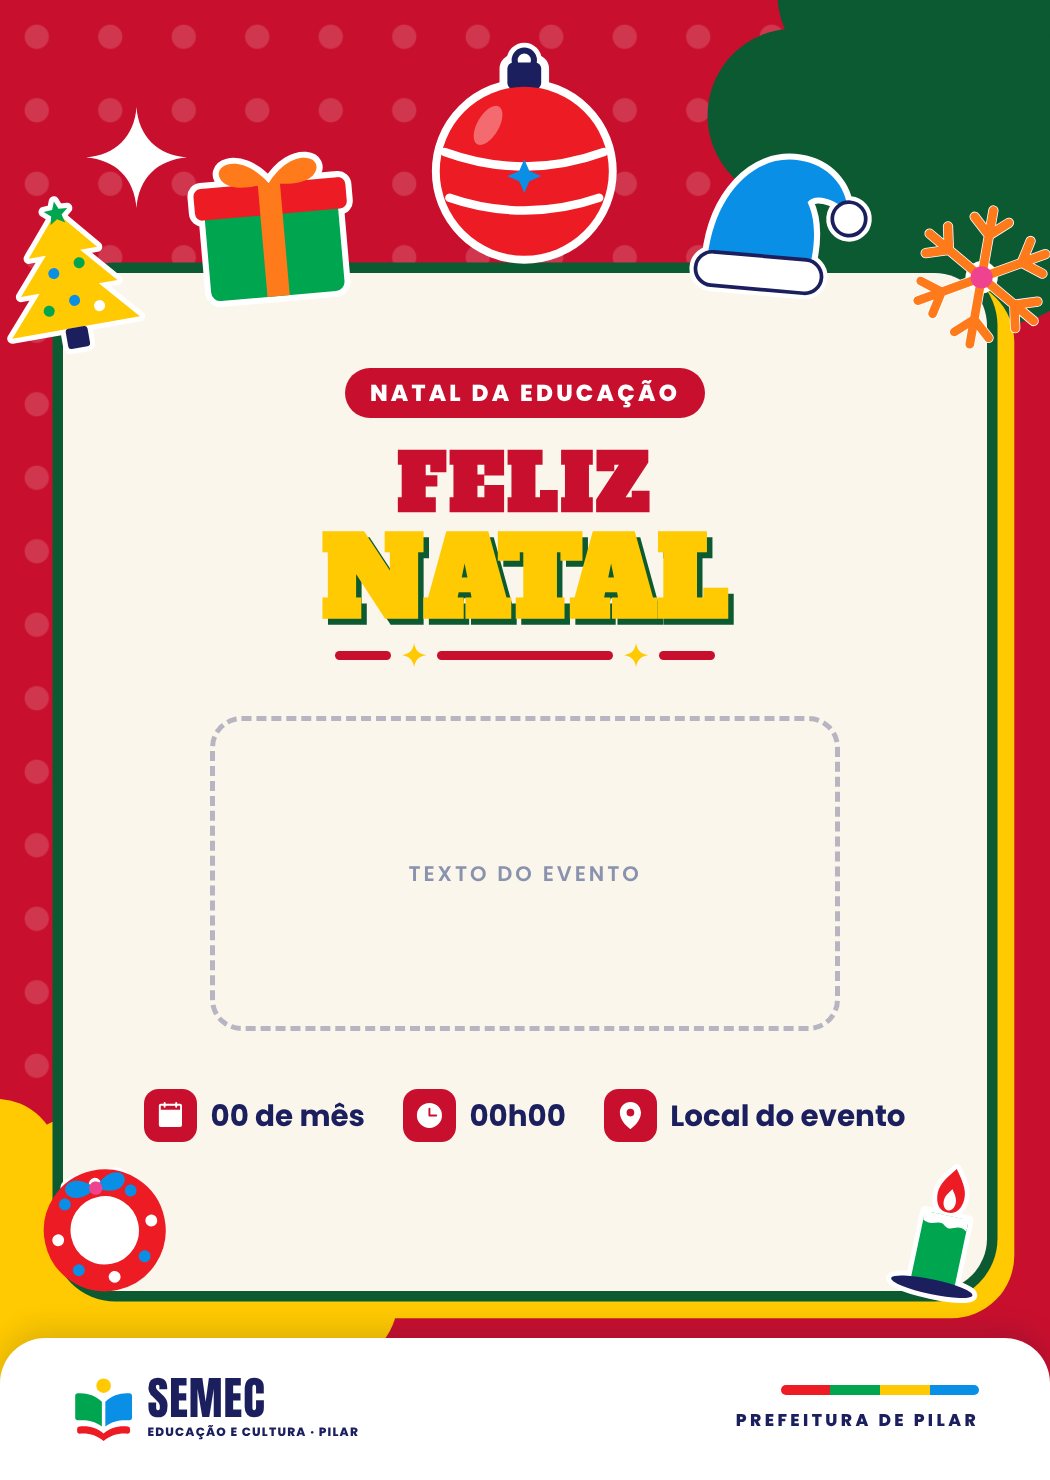 NATAL DA EDUCAÇÃO
FELIZ
NATAL
TEXTO DO EVENTO
00 de mês 00h00 Local do evento
SEMEC
EDUCAÇÃO E CULTURA · PILAR
PREFEITURA DE PILAR